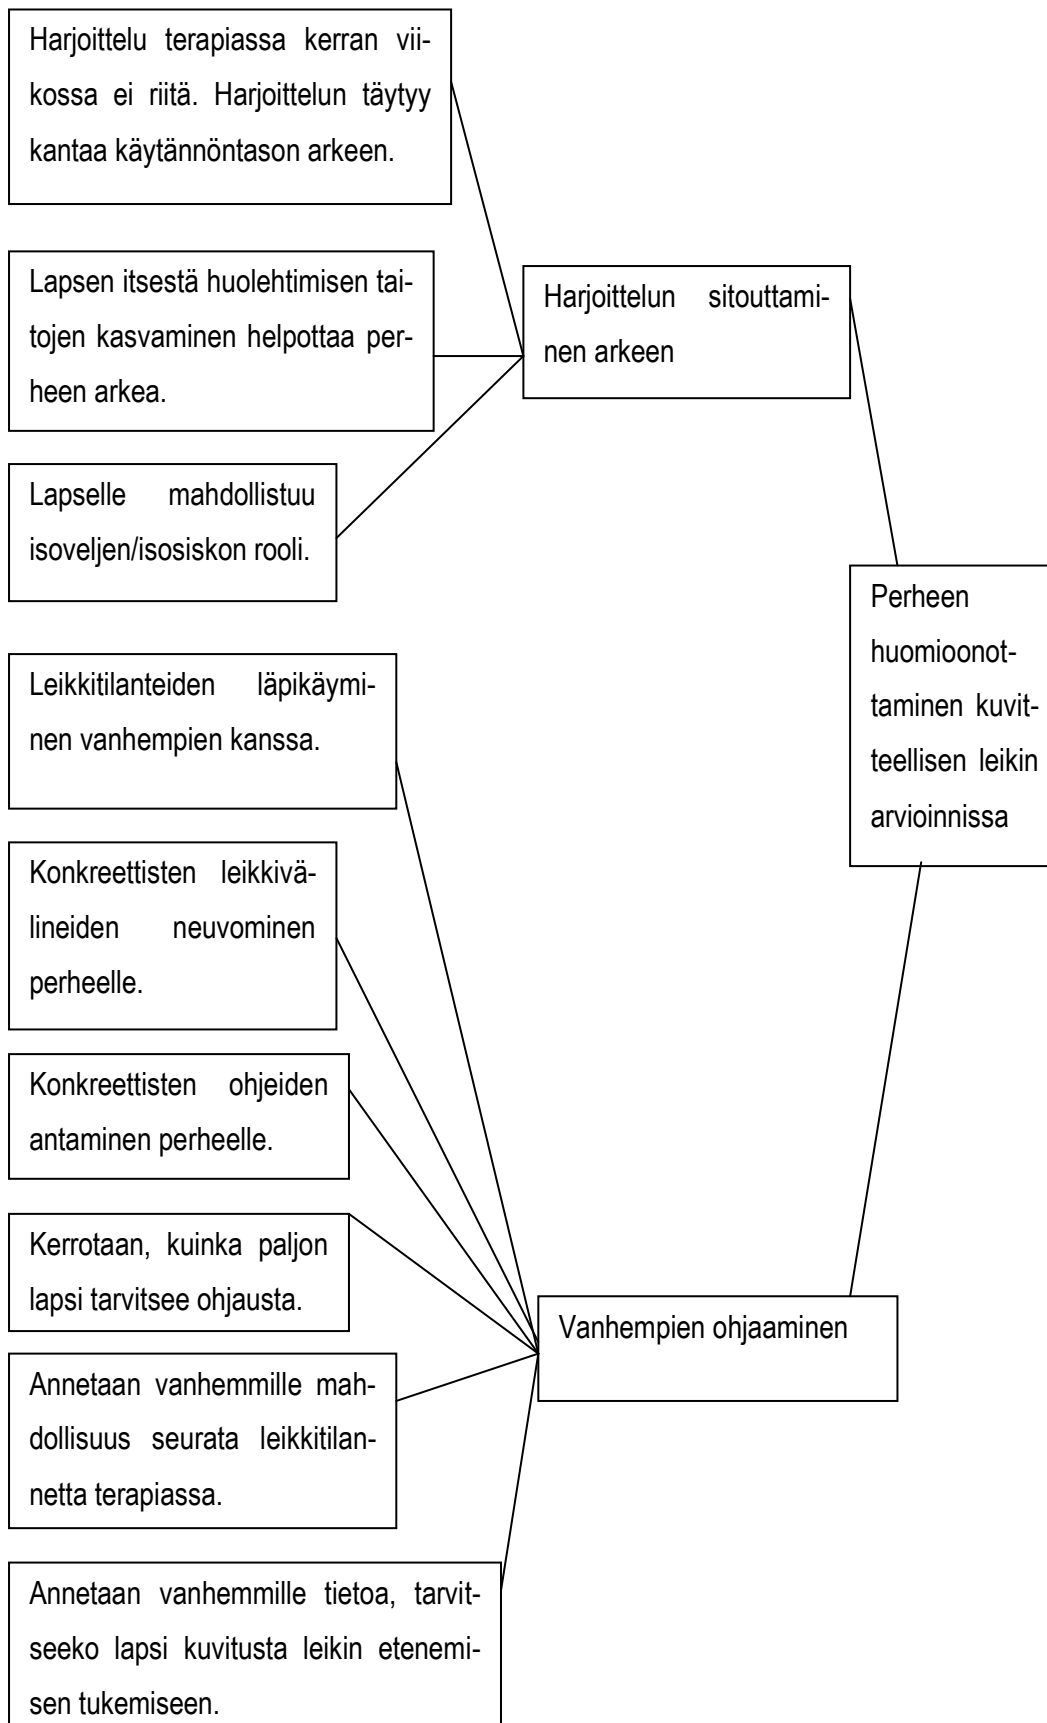 Harjoittelu terapiassa kerran vii-
kossa ei riitä. Harjoittelun täytyy
kantaa käytännöntason arkeen.
Lapsen itsestä huolehtimisen tai-
tojen kasvaminen helpottaa per-
heen arkea.
Harjoittelun sitouttami-
nen arkeen
Lapselle mahdollistuu
isoveljen/isosiskon rooli.
Perheen
huomioonot-
taminen kuvit-
teellisen leikin
arvioinnissa
Leikkitilanteiden läpikäymi-
nen vanhempien kanssa.
Konkreettisten leikkivä-
lineiden neuvominen
perheelle.
Konkreettisten ohjeiden
antaminen perheelle.
Kerrotaan, kuinka paljon
lapsi tarvitsee ohjausta.
Vanhempien ohjaaminen
Annetaan vanhemmille mah-
dollisuus seurata leikkitilan-
netta terapiassa.
Annetaan vanhemmille tietoa, tarvit-
seeko lapsi kuvitusta leikin etenemi-
sen tukemiseen.